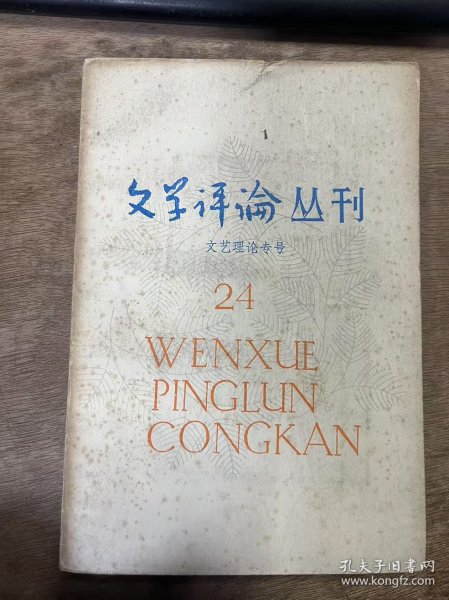 文学评论丛刊
文艺理论专号
24
WENXUE
PINGLUN
CONGKAN
孔夫子旧书网
www.kongfz.com